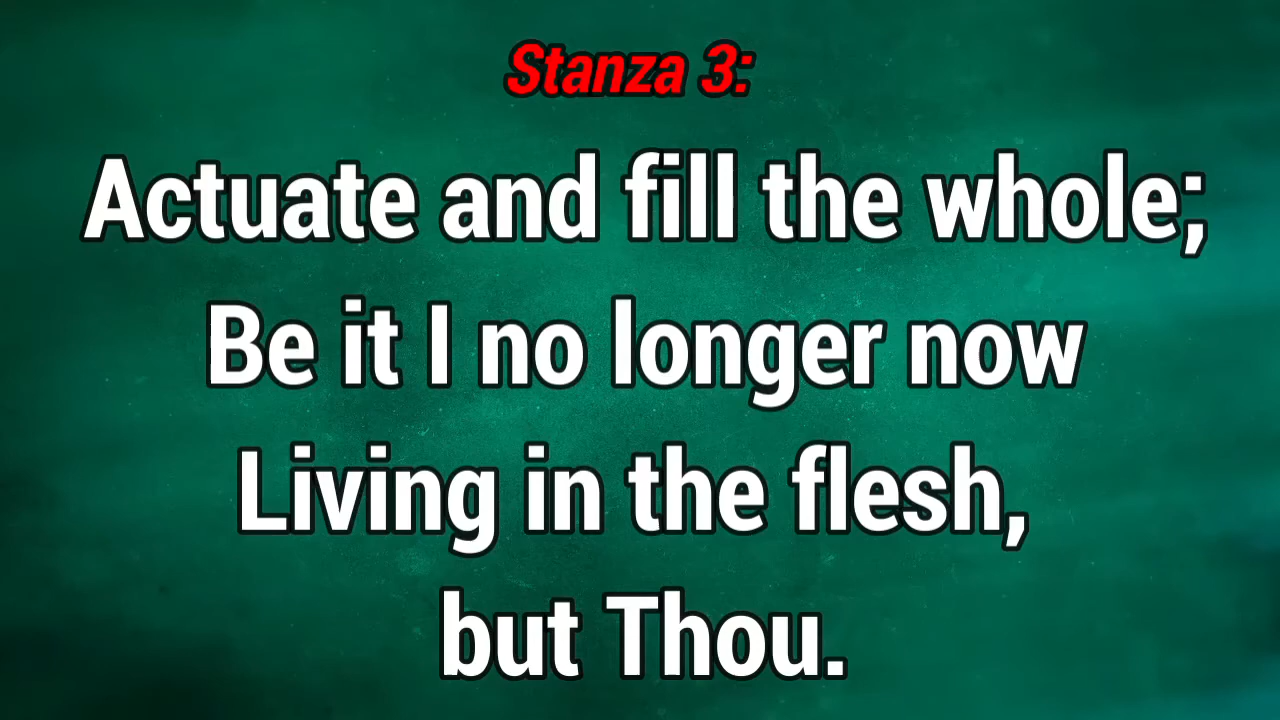 Stanza 3:
Actuate and fill the whole;
Be it I no longer now
Living in the flesh,
but Thou.